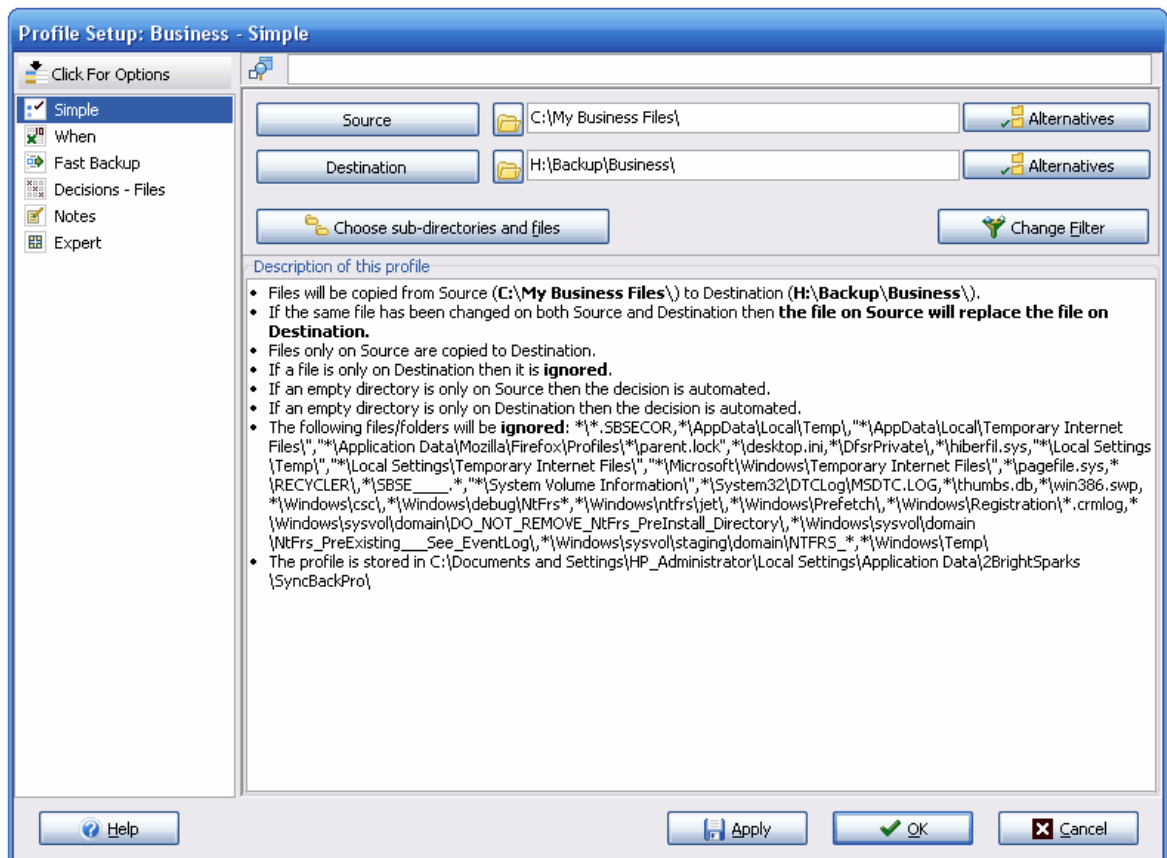 Profile Setup: Business - Simple
Click For Options
Simple
When
Fast Backup
Decisions - Files
Notes
Expert
Source
C:\My Business Files\
Alternatives
Destination
H:\Backup\Business\
Alternatives
Choose sub-directories and files
Change Filter
Description of this profile
• Files will be copied from Source (C:\My Business Files\) to Destination (H:\Backup\Business\).
• If the same file has been changed on both Source and Destination then the file on Source will replace the file on
Destination.
• Files only on Source are copied to Destination.
• If a file is only on Destination then it is ignored.
• If an empty directory is only on Source then the decision is automated.
• If an empty directory is only on Destination then the decision is automated.
• The following files/folders will be ignored: *\*.SBSECOR,*\AppData\Local\Temp\,"*\AppData\Local\Temporary Internet
Files\","*\Application Data\Mozilla\Firefox\Profiles\*\parent.lock",*\desktop.ini,*\DfsrPrivate\,*\hiberfil.sys,"*\Local Settings
\Temp\","*\Local Settings\Temporary Internet Files\","*\Microsoft\Windows\Temporary Internet Files\",*\pagefile.sys,*
\RECYCLER\,*\SBSE____.*,"*\System Volume Information\",*\System32\DTCLog\MSDTC.LOG,*\thumbs.db,*\win386.swp,
*\Windows\csc\,*\Windows\debug\NtFrs*,*\Windows\ntfrs\jet\,*\Windows\Prefetch\,*\Windows\Registration\*.crmlog,*
\Windows\sysvol\domain\DO_NOT_REMOVE_NtFrs_PreInstall_Directory\,*\Windows\sysvol\domain
\NtFrs_PreExisting___See_EventLog\,*\Windows\sysvol\staging\domain\NTFRS_*,*\Windows\Temp\
• The profile is stored in C:\Documents and Settings\HP_Administrator\Local Settings\Application Data\2BrightSparks
\SyncBackPro\
Help
Apply
OK
Cancel